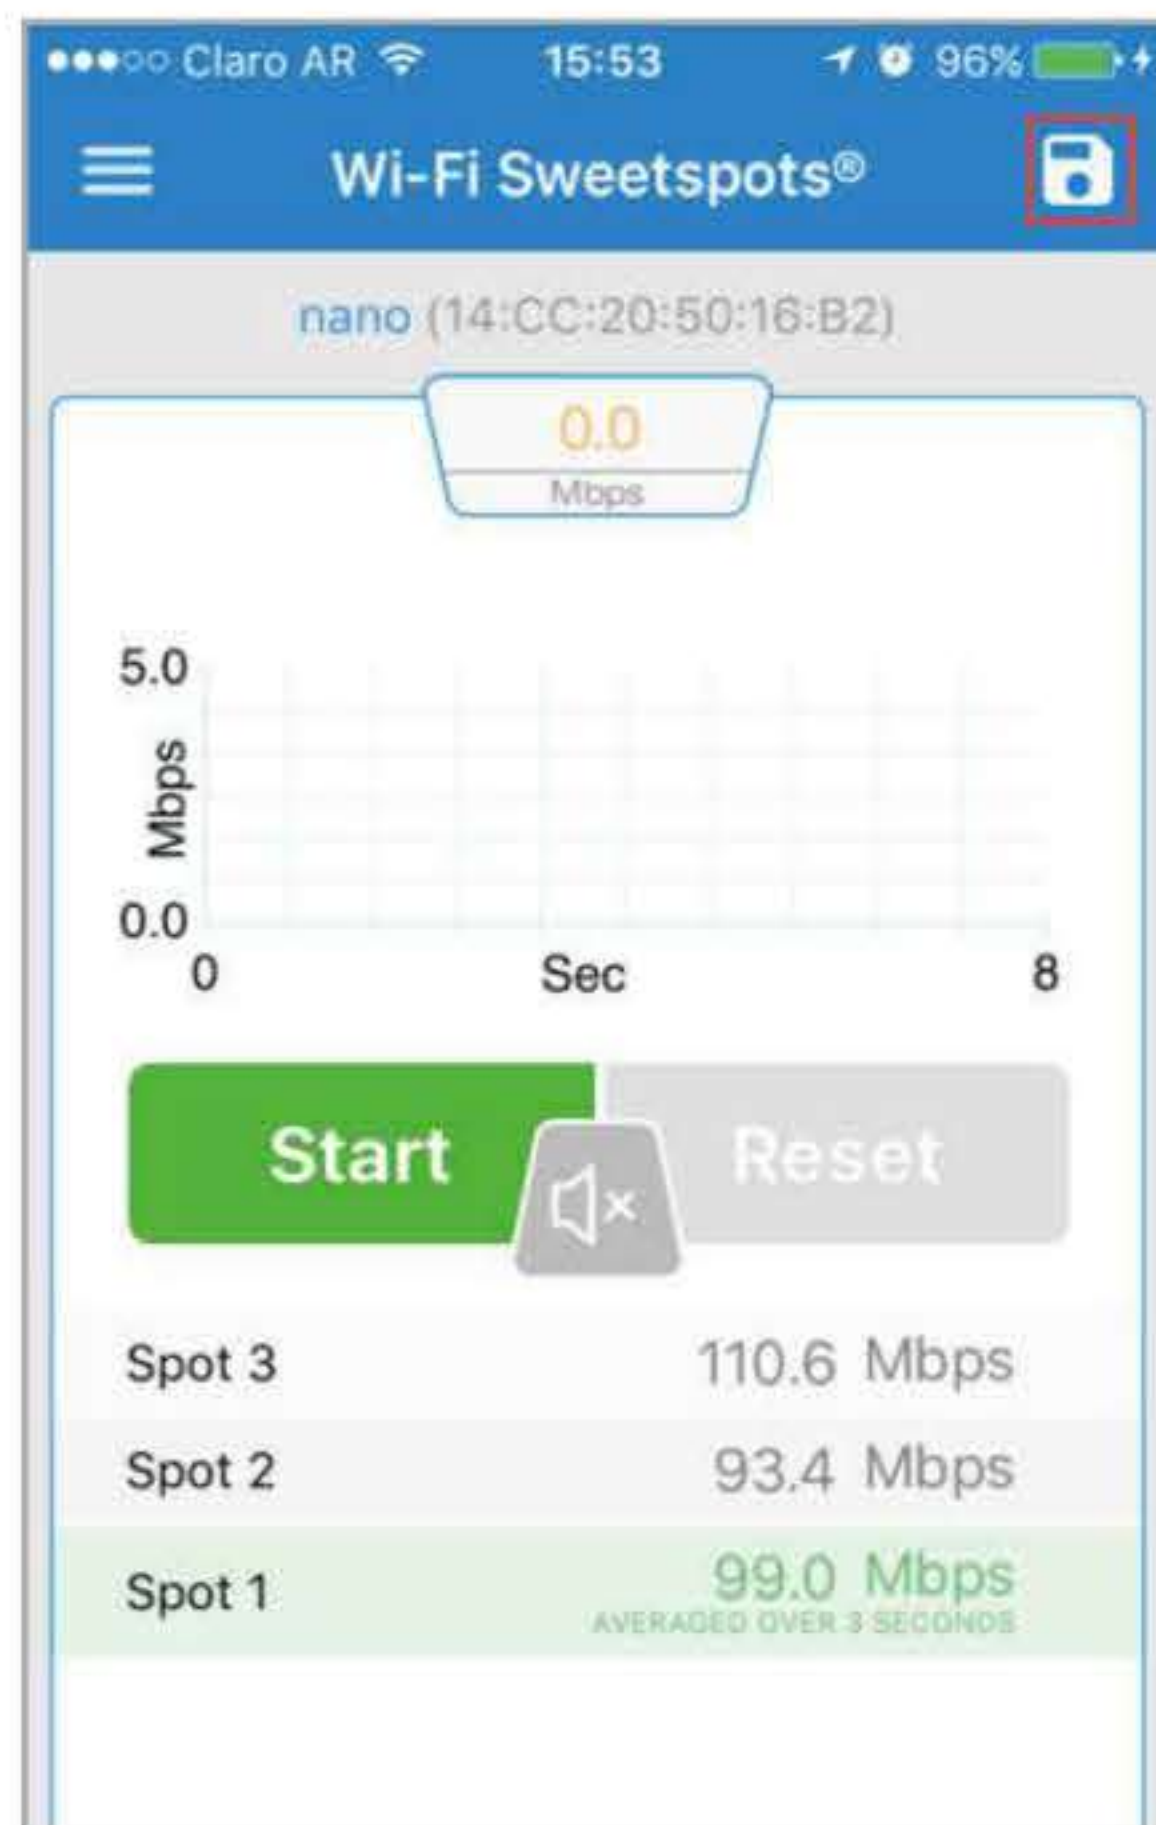 Claro AR 15:53 96%
Wi-Fi Sweetspots®
nano (14:CC:20:50:16:B2)
0.0
Mbps
5.0
Mbps
0.0
0 Sec 8
Start Reset
Spot 3 110.6 Mbps
Spot 2 93.4 Mbps
Spot 1 99.0 Mbps
AVERAGED OVER 3 SECONDS